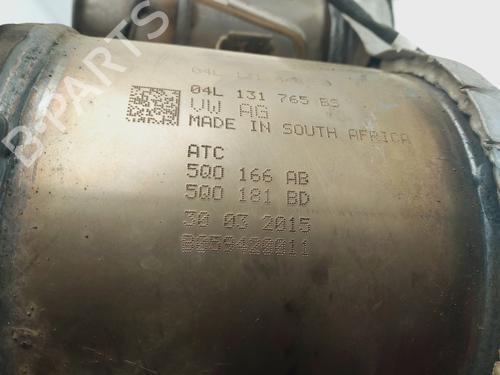 04L 131 765 BS
VW AG
MADE IN SOUTH AFRICA
ATC
5Q0 166 AB
5Q0 181 BD
30 03 2015
B-PARTS